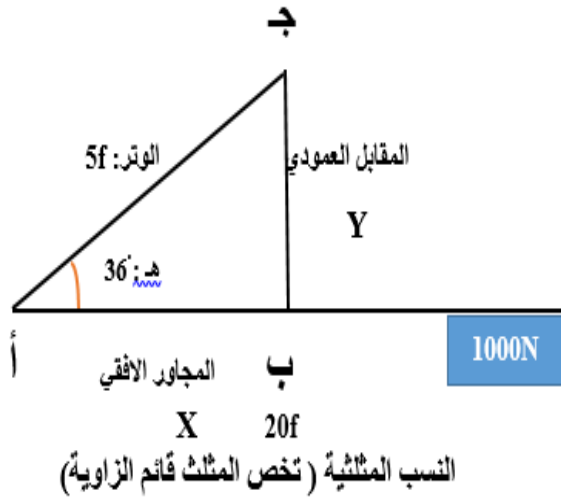 جـ
الوتر: 5f
المقابل العمودي
Y
هـ ; 36°
1000N
أ
المجاور الافقي
ب
X
20f
النسب المثلثية ( تخص المثلث قائم الزاوية)